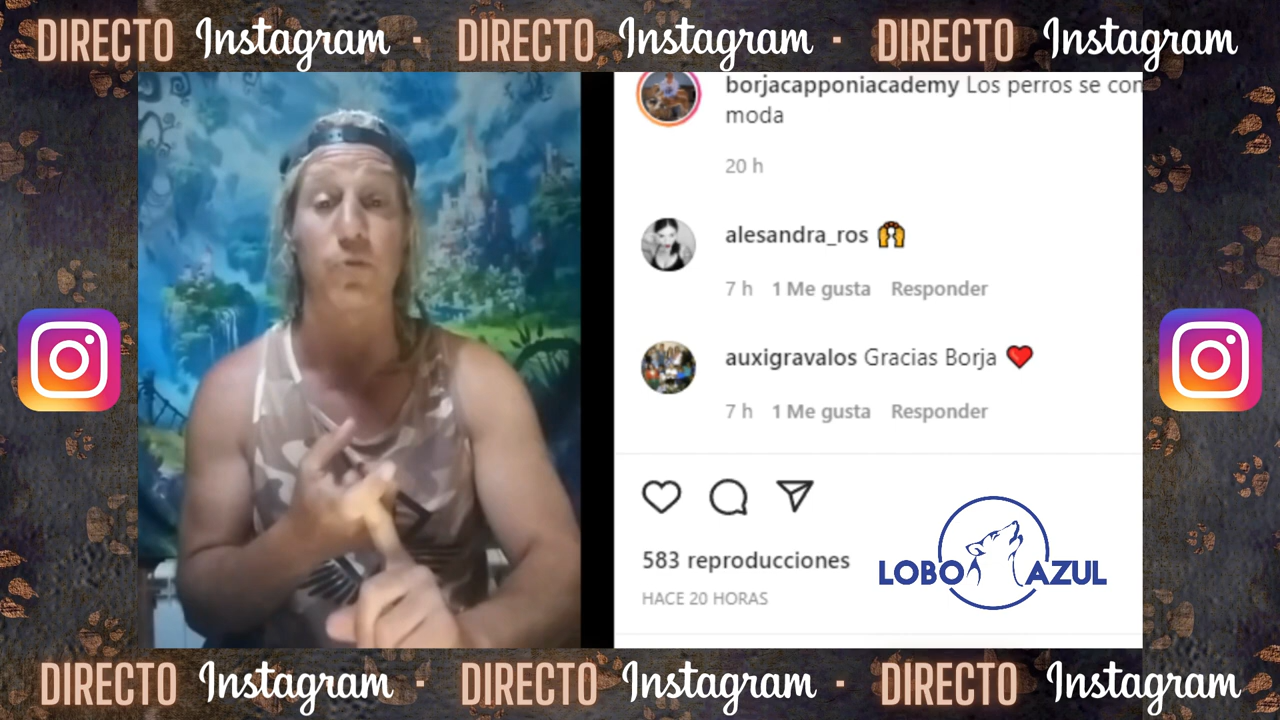 DIRECTO Instagram · DIRECTO Instagram · DIRECTO Instagram
borjacapponiacademy Los perros se con
moda
20 h
alesandra_ros 🙌
7 h 1 Me gusta Responder
auxigravalos Gracias Borja ❤️
7 h 1 Me gusta Responder
583 reproducciones
HACE 20 HORAS
LOBO AZUL
DIRECTO Instagram · DIRECTO Instagram · DIRECTO Instagram